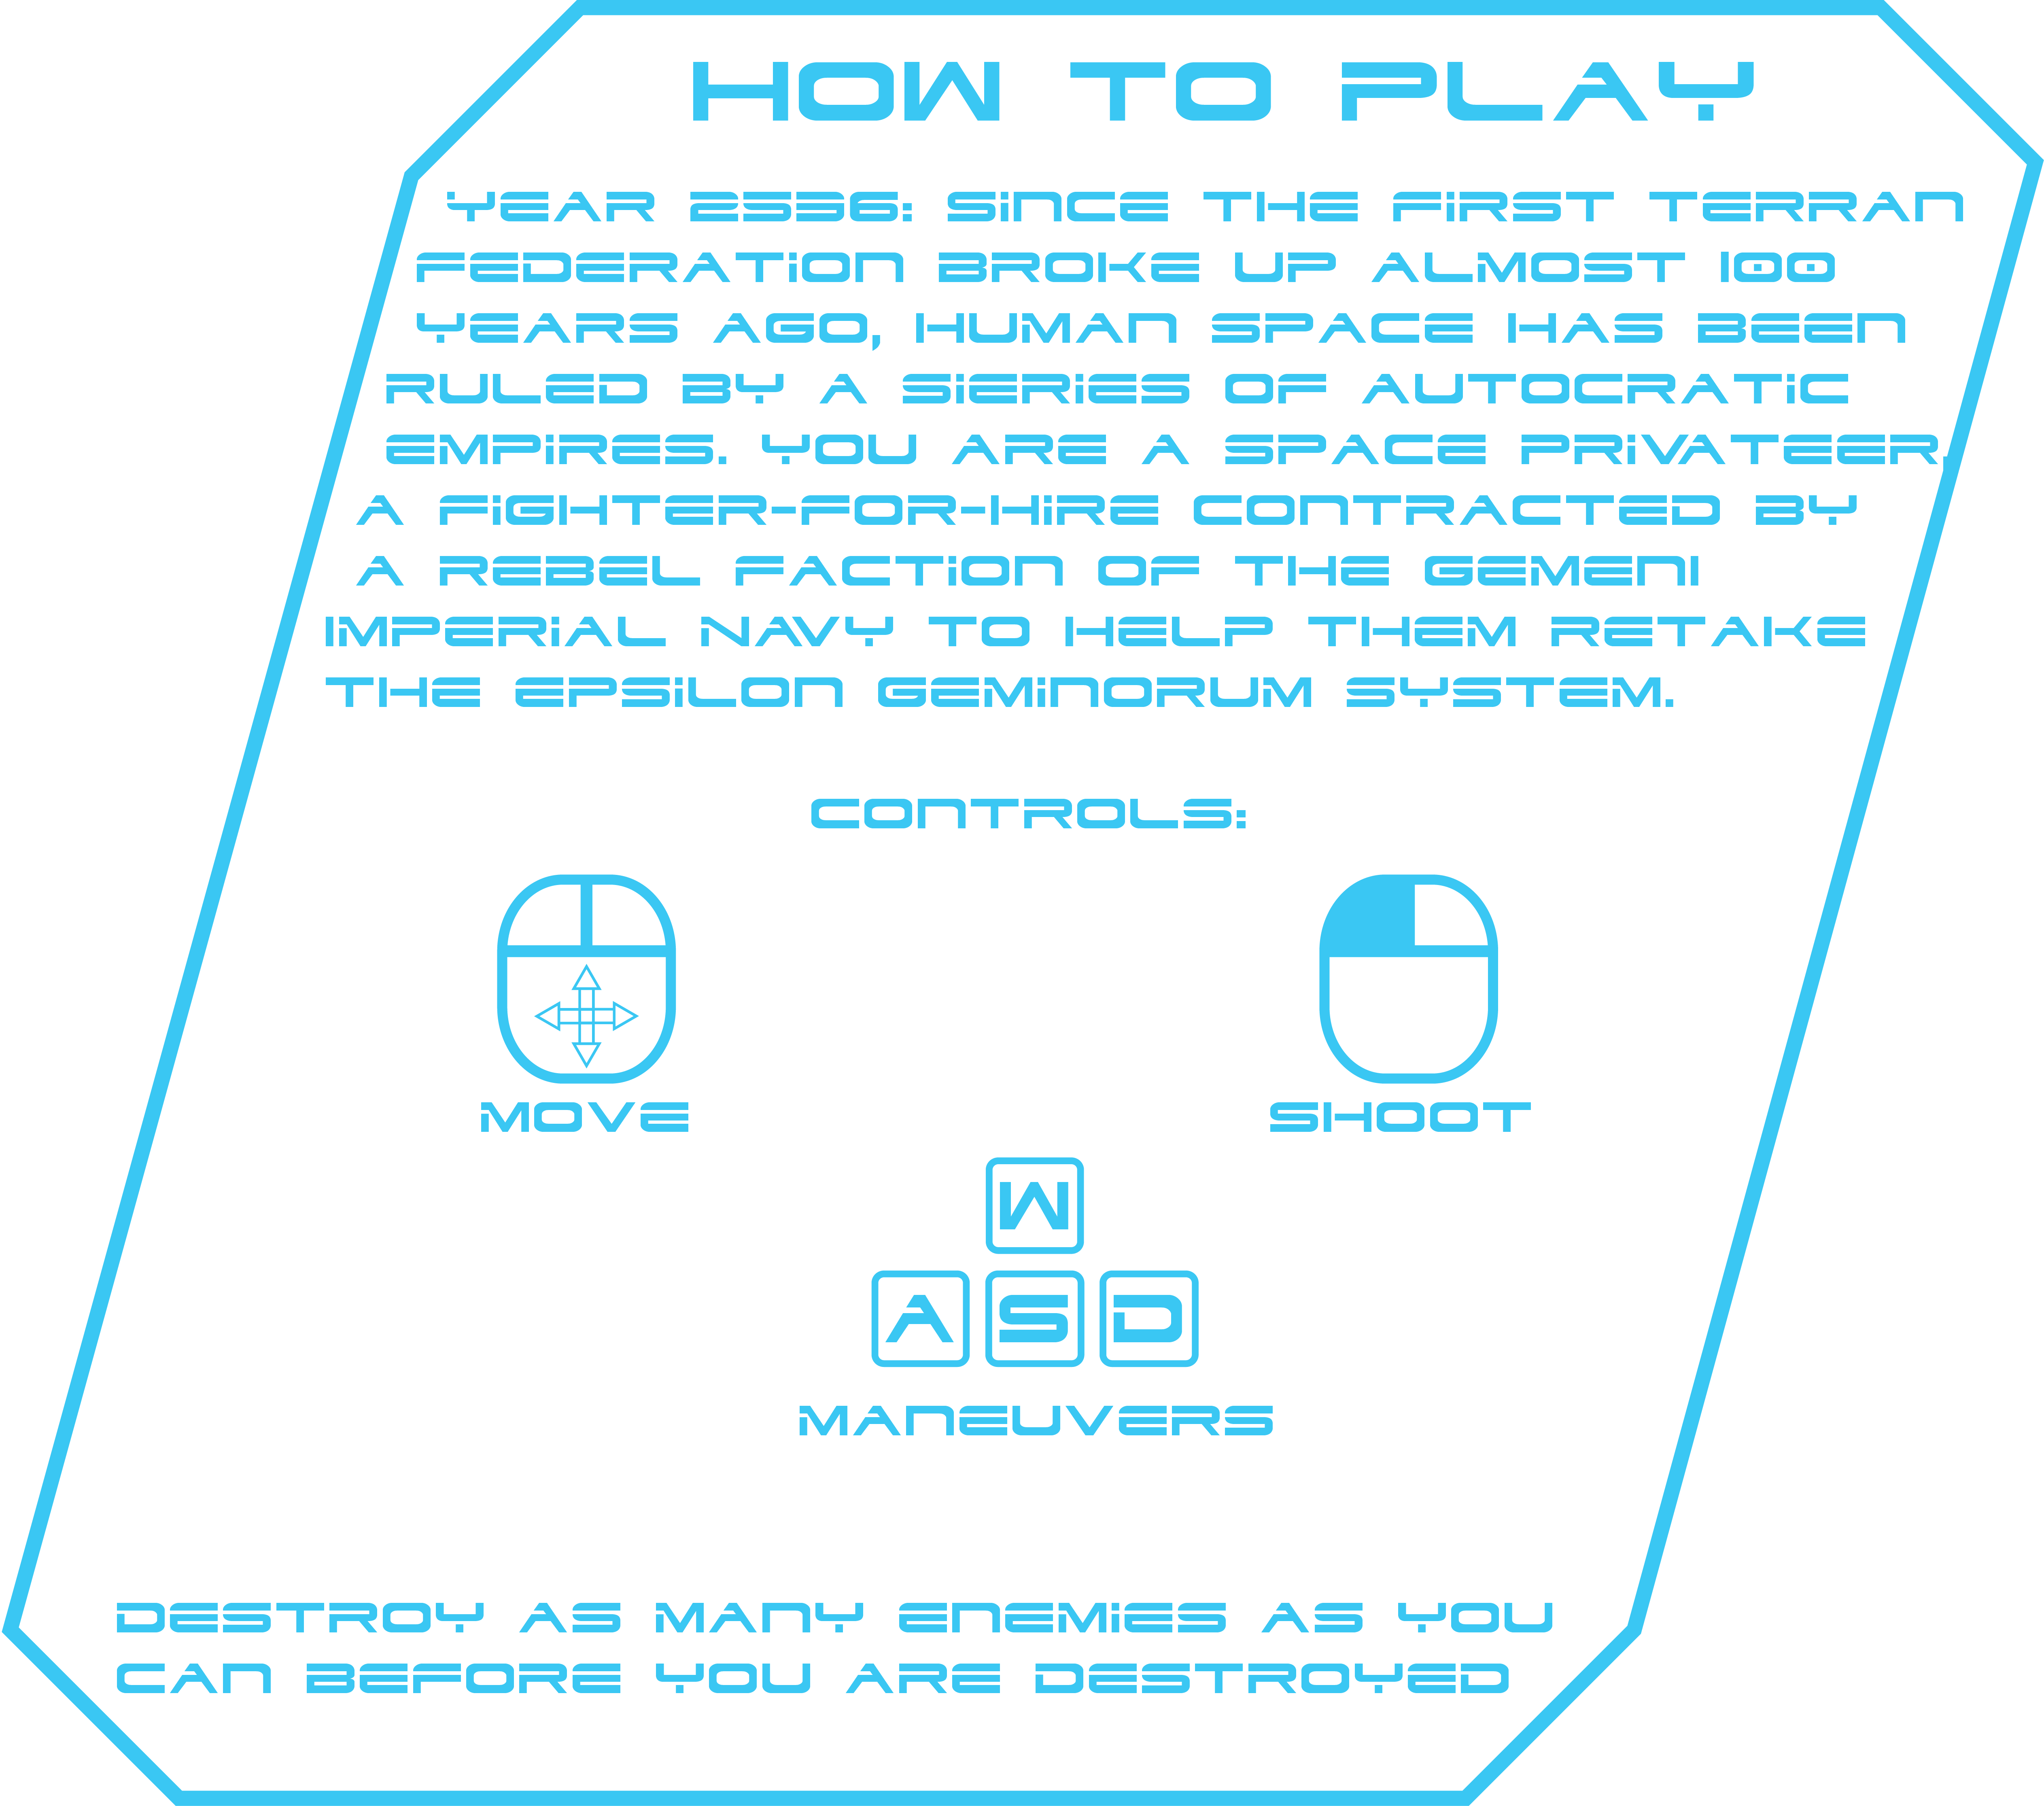 HOW TO PLAY
YEAR 2536: SINCE THE FIRST TERRAN
FEDERATION BROKE UP ALMOST 100
YEARS AGO, HUMAN SPACE HAS BEEN
RULED BY A SIERIES OF AUTOCRATIC
EMPIRES. YOU ARE A SPACE PRIVATEER,
A FIGHTER-FOR-HIRE CONTRACTED BY
A REBEL FACTION OF THE GEMENI
IMPERIAL NAVY TO HELP THEM RETAKE
THE EPSILON GEMINORUM SYSTEM.
CONTROLS:
MOVE
SHOOT
W
A S D
MANEUVERS
DESTROY AS MANY ENEMIES AS YOU
CAN BEFORE YOU ARE DESTROYED